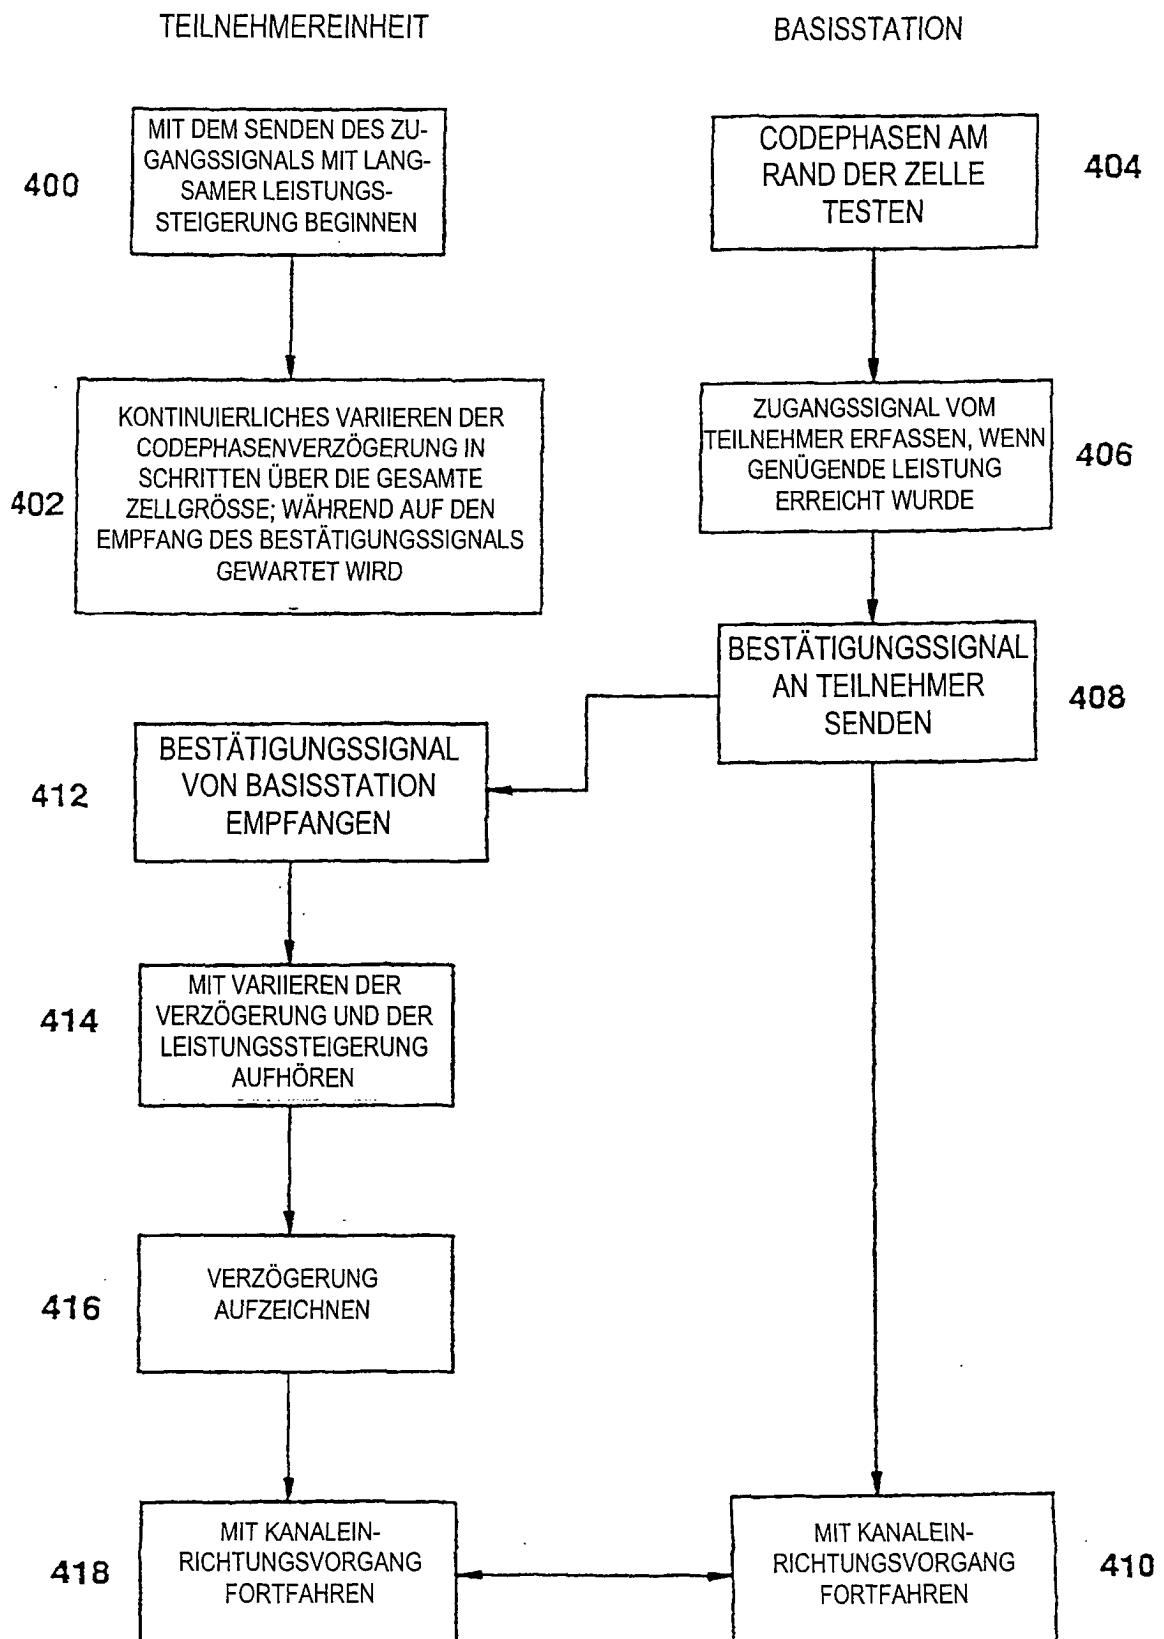 TEILNEHMEREINHEIT
BASISSTATION
400
MIT DEM SENDEN DES ZU-
GANGSSIGNALS MIT LANG-
SAMER LEISTUNGS-
STEIGERUNG BEGINNEN
CODEPHASEN AM
RAND DER ZELLE
TESTEN
404
402
KONTINUIERLICHES VARIIEREN DER
CODEPHASENVERZÖGERUNG IN
SCHRITTEN ÜBER DIE GESAMTE
ZELLGRÖSSE; WÄHREND AUF DEN
EMPFANG DES BESTÄTIGUNGSSIGNALS
GEWARTET WIRD
ZUGANGSSIGNAL VOM
TEILNEHMER ERFASSEN, WENN
GENÜGENDE LEISTUNG
ERREICHT WURDE
406
BESTÄTIGUNGSSIGNAL
AN TEILNEHMER
SENDEN
408
412
BESTÄTIGUNGSSIGNAL
VON BASISSTATION
EMPFANGEN
414
MIT VARIIEREN DER
VERZÖGERUNG UND DER
LEISTUNGSSTEIGERUNG
AUFHÖREN
416
VERZÖGERUNG
AUFZEICHNEN
418
MIT KANALEIN-
RICHTUNGSVORGANG
FORTFAHREN
MIT KANALEIN-
RICHTUNGSVORGANG
FORTFAHREN
410